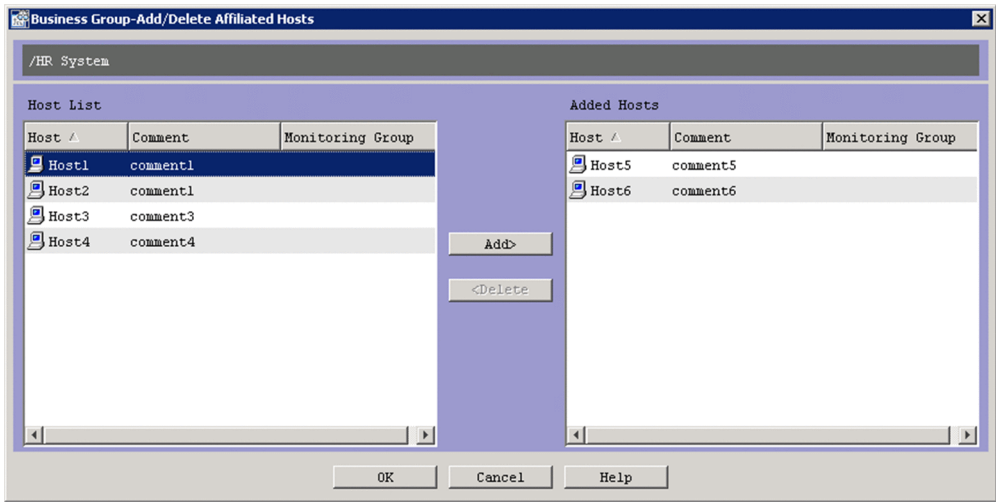 Business Group-Add/Delete Affiliated Hosts
/HR System
Host List
Host Comment Monitoring Group
Host1 comment1
Host2 comment1
Host3 comment3
Host4 comment4
Add>
<Delete
Added Hosts
Host Comment Monitoring Group
Host5 comment5
Host6 comment6
OK Cancel Help